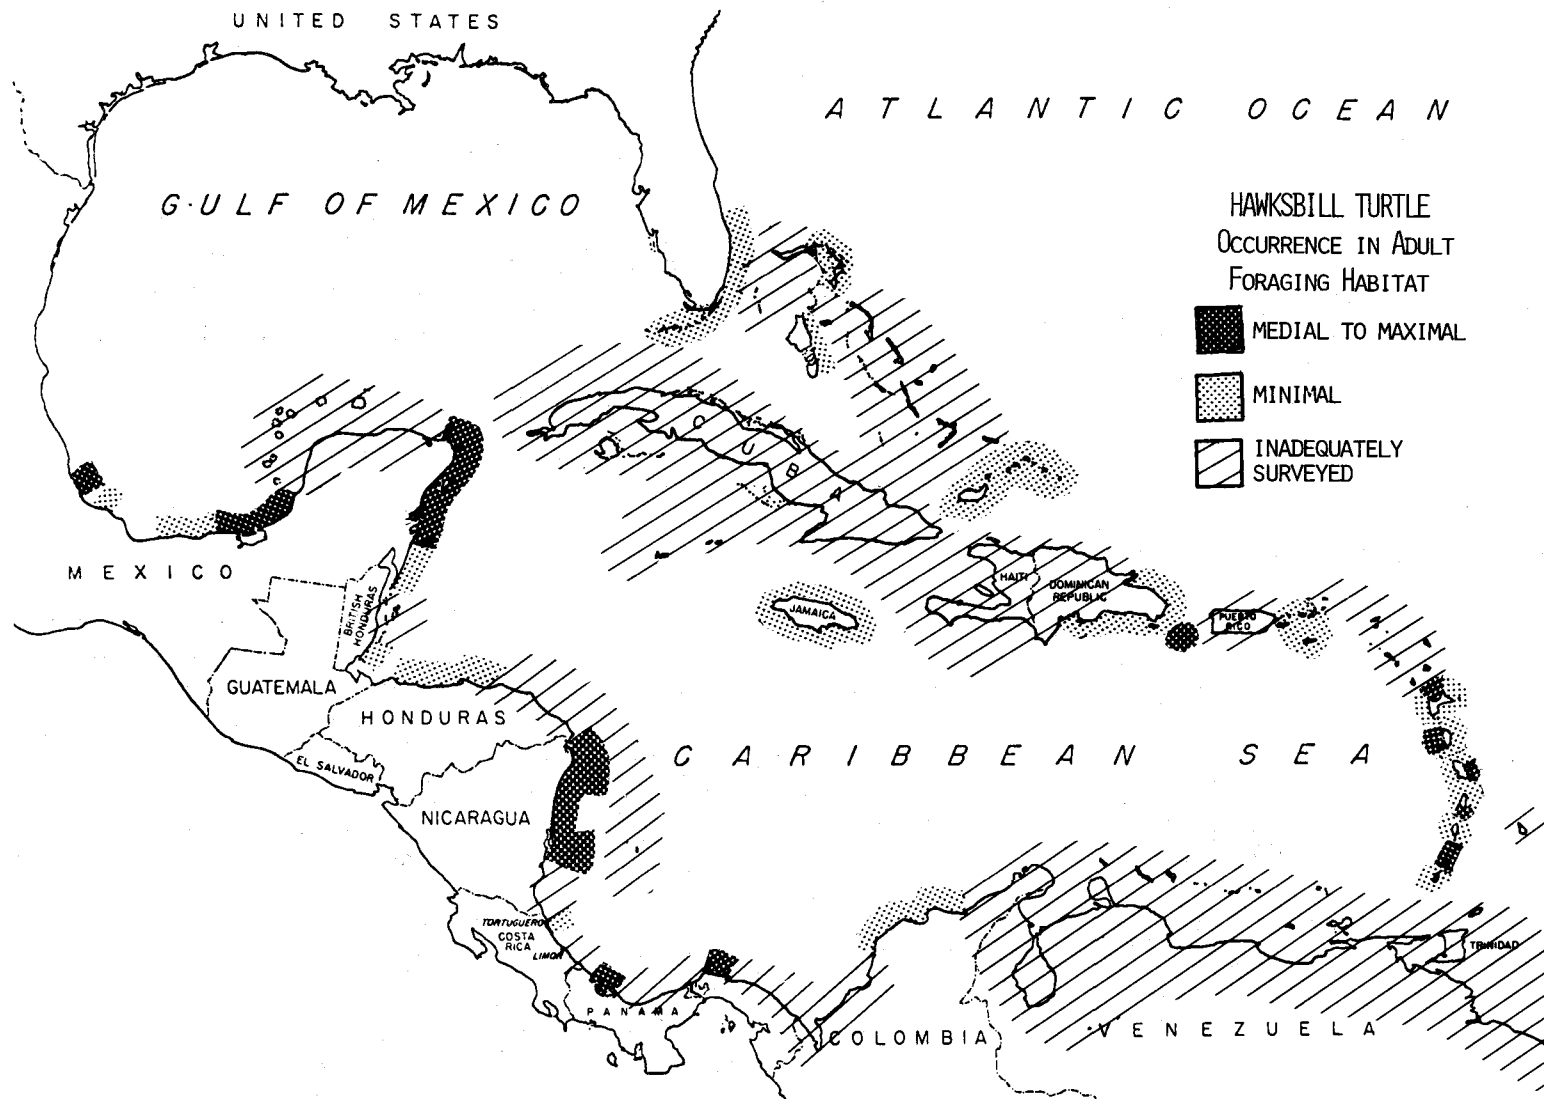 UNITED STATES
ATLANTIC OCEAN
GULF OF MEXICO
HAWKSBILL TURTLE
OCCURRENCE IN ADULT
FORAGING HABITAT
MEDIAL TO MAXIMAL
MINIMAL
INADEQUATELY
SURVEYED
CUBA
MEXICO
BRITISH
HONDURAS
HAITI
DOMINICAN
REPUBLIC
JAMAICA
PUERTO
RICO
GUATEMALA
HONDURAS
EL SALVADOR
CARIBBEAN SEA
NICARAGUA
TORTUGUERO
COSTA
RICA
LIMON
PANAMA
COLOMBIA
VENEZUELA
TRINIDAD